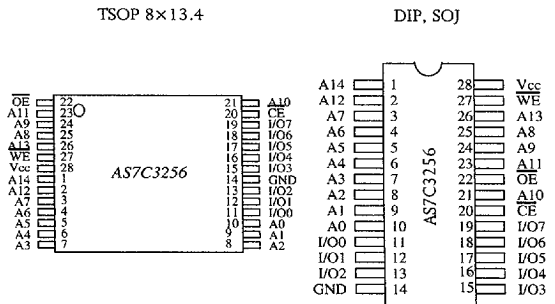 TSOP 8×13.4
O̅E̅ 22 21 A10
A11 23 20 C̅E̅
A9 24 19 I/O7
A8 25 18 I/O6
A13 26 17 I/O5
W̅E̅ 27 16 I/O4
Vcc 28 15 I/O3
A14 1 14 GND
A12 2 13 I/O2
A7 3 12 I/O1
A6 4 11 I/O0
A5 5 10 A0
A4 6 9 A1
A3 7 8 A2
AS7C3256
DIP, SOJ
A14 1 28 Vcc
A12 2 27 W̅E̅
A7 3 26 A13
A6 4 25 A8
A5 5 24 A9
A4 6 23 A11
A3 7 22 O̅E̅
A2 8 21 A10
A1 9 20 C̅E̅
A0 10 19 I/O7
I/O0 11 18 I/O6
I/O1 12 17 I/O5
I/O2 13 16 I/O4
GND 14 15 I/O3
AS7C3256